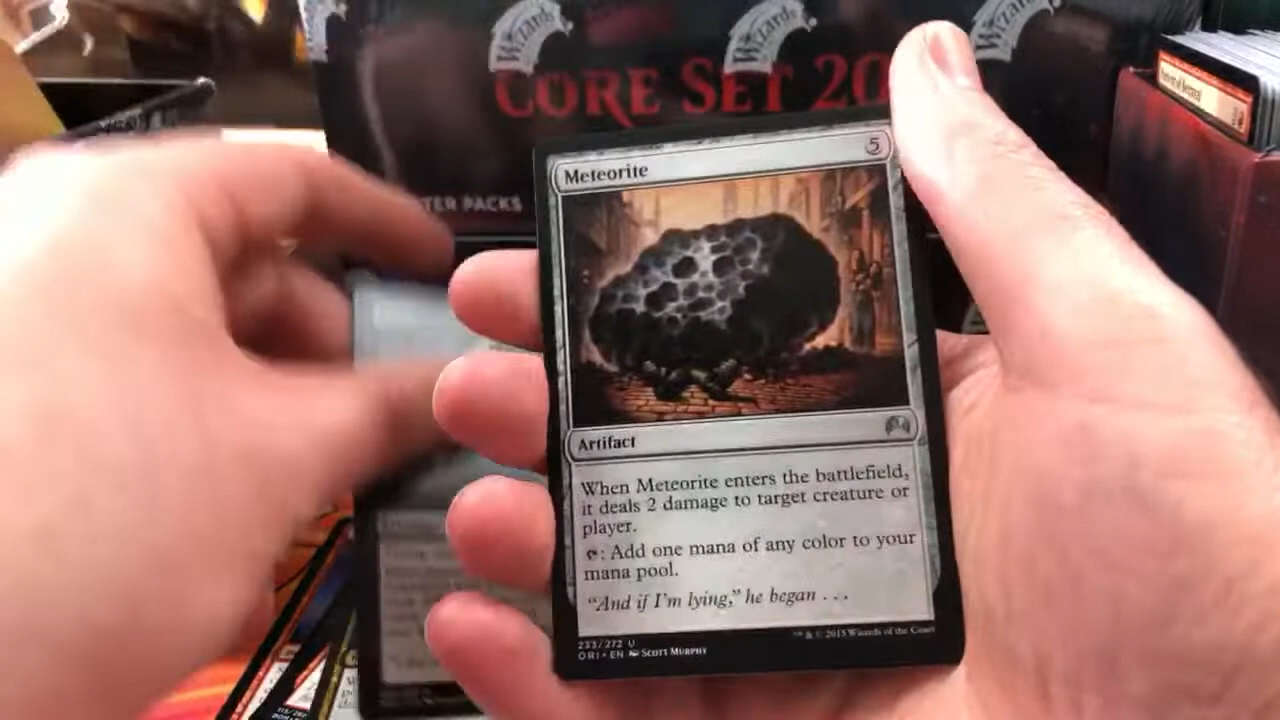 Wizards
Wizards
Wizards
CORE SET 20
TER PACKS
Meteorite
5
Artifact
When Meteorite enters the battlefield,
it deals 2 damage to target creature or
player.
: Add one mana of any color to your
mana pool.
“And if I’m lying,” he began . . .
233/272 U
ORI • EN SCOTT MURPHY
™ & © 2015 Wizards of the Coast